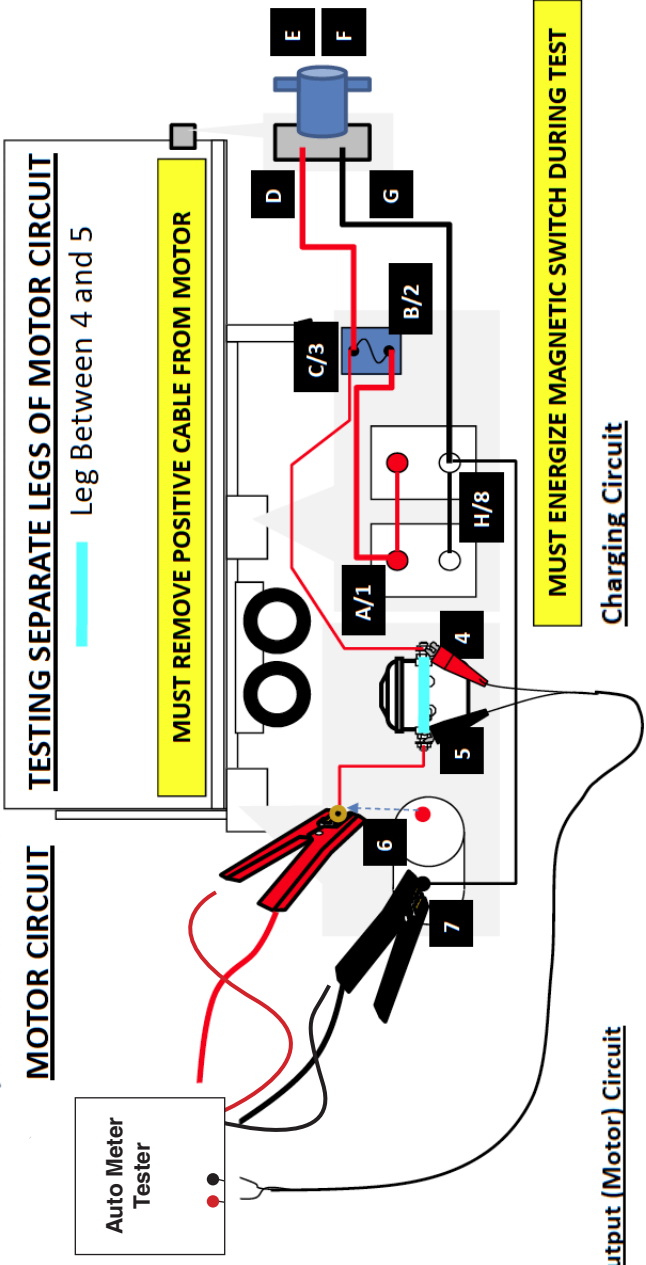 MOTOR CIRCUIT
TESTING SEPARATE LEGS OF MOTOR CIRCUIT
Leg Between 4 and 5
MUST REMOVE POSITIVE CABLE FROM MOTOR
Auto Meter
Tester
E
F
D
G
C/3
B/2
A/1
H/8
4
5
6
7
MUST ENERGIZE MAGNETIC SWITCH DURING TEST
Charging Circuit
(Motor) Circuit